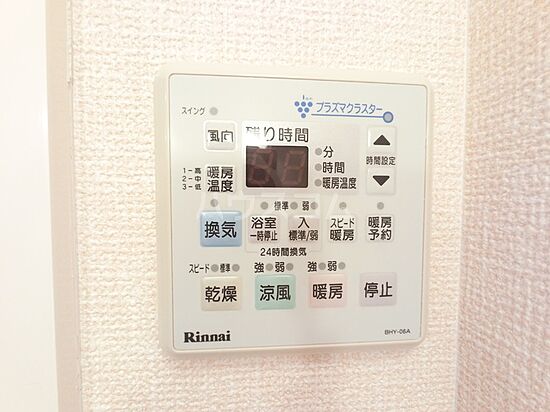 プラズマクラスター
スイング
風向
残り時間
分
時間
暖房温度
時間設定
1－高
2－中
3－低
暖房
温度
標準 弱
換気
浴室
一時停止
入
標準/弱
スピード
暖房
暖房
予約
24時間換気
スピード 標準
強 弱
強 弱
乾燥
涼風
暖房
停止
Rinnai
BHY-06A